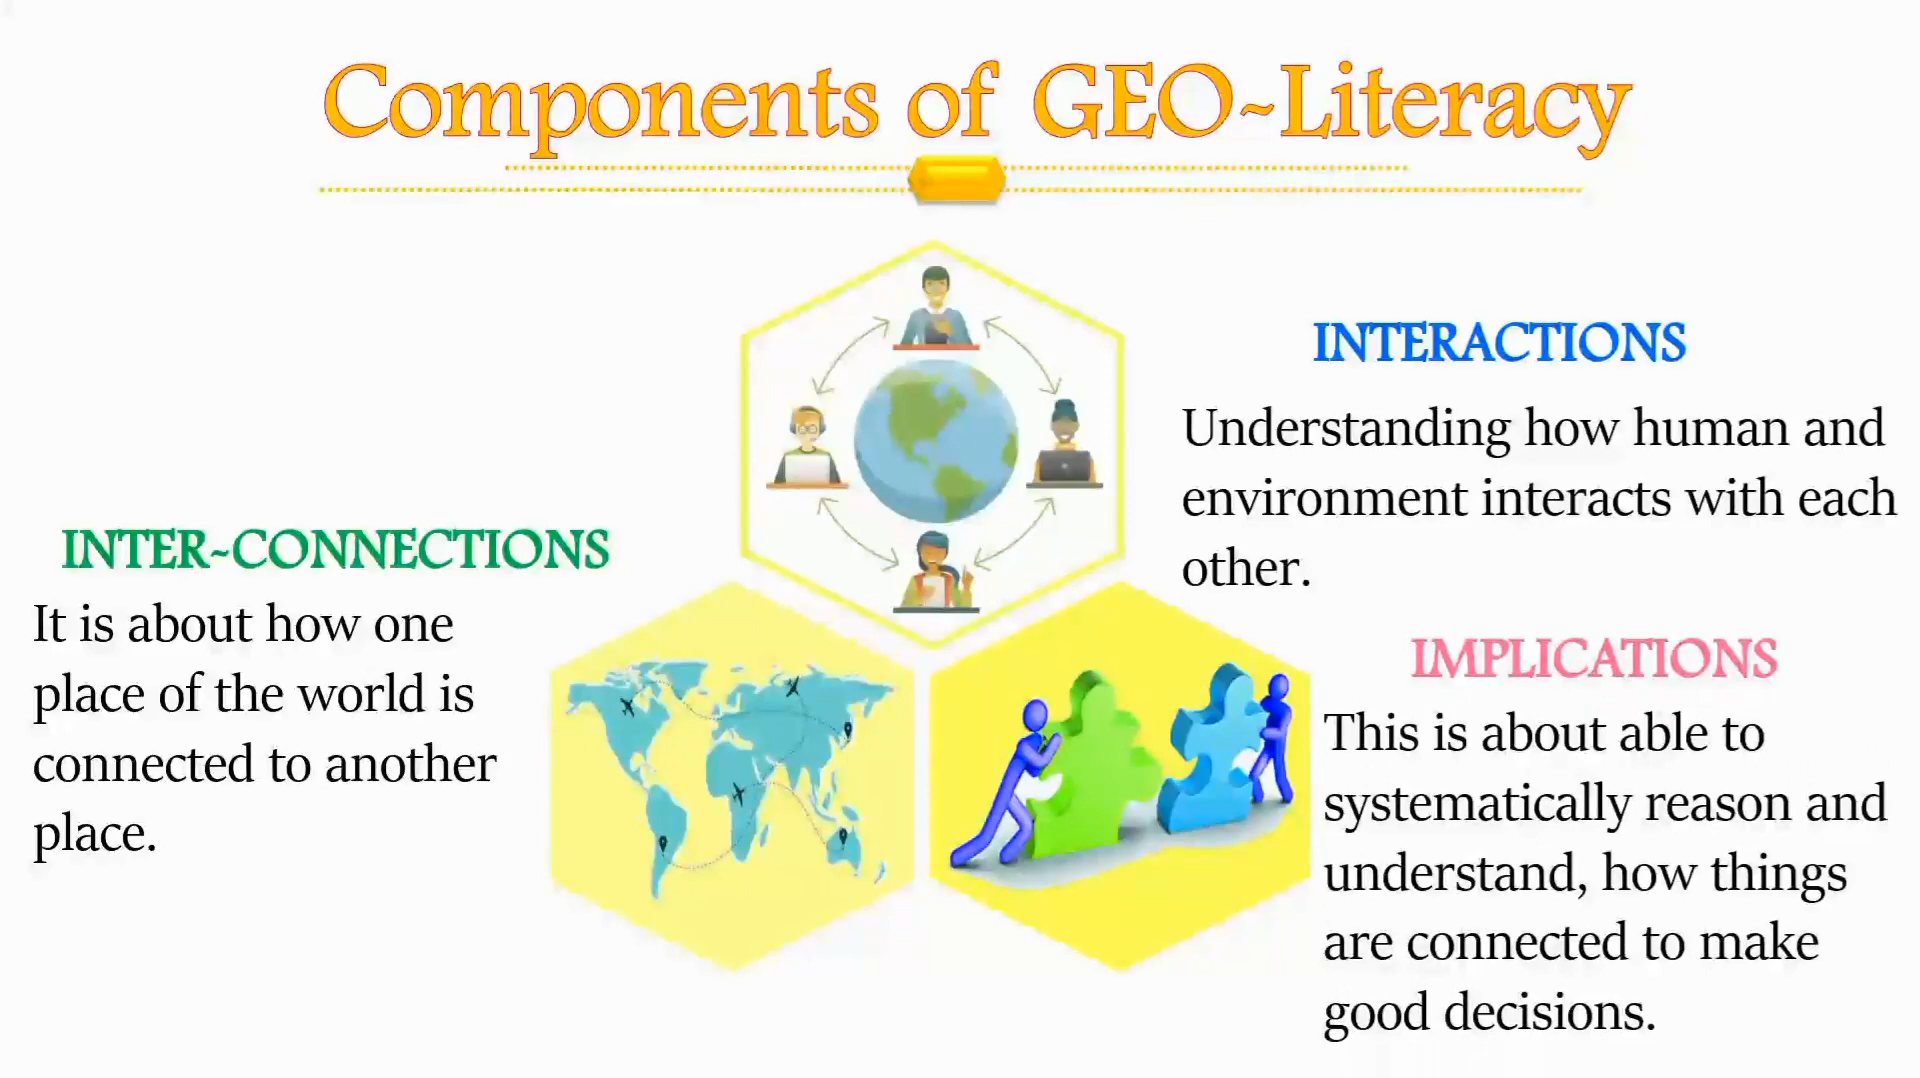 Components of GEO-Literacy
INTERACTIONS
Understanding how human and
environment interacts with each
other.
INTER-CONNECTIONS
It is about how one
place of the world is
connected to another
place.
IMPLICATIONS
This is about able to
systematically reason and
understand, how things
are connected to make
good decisions.